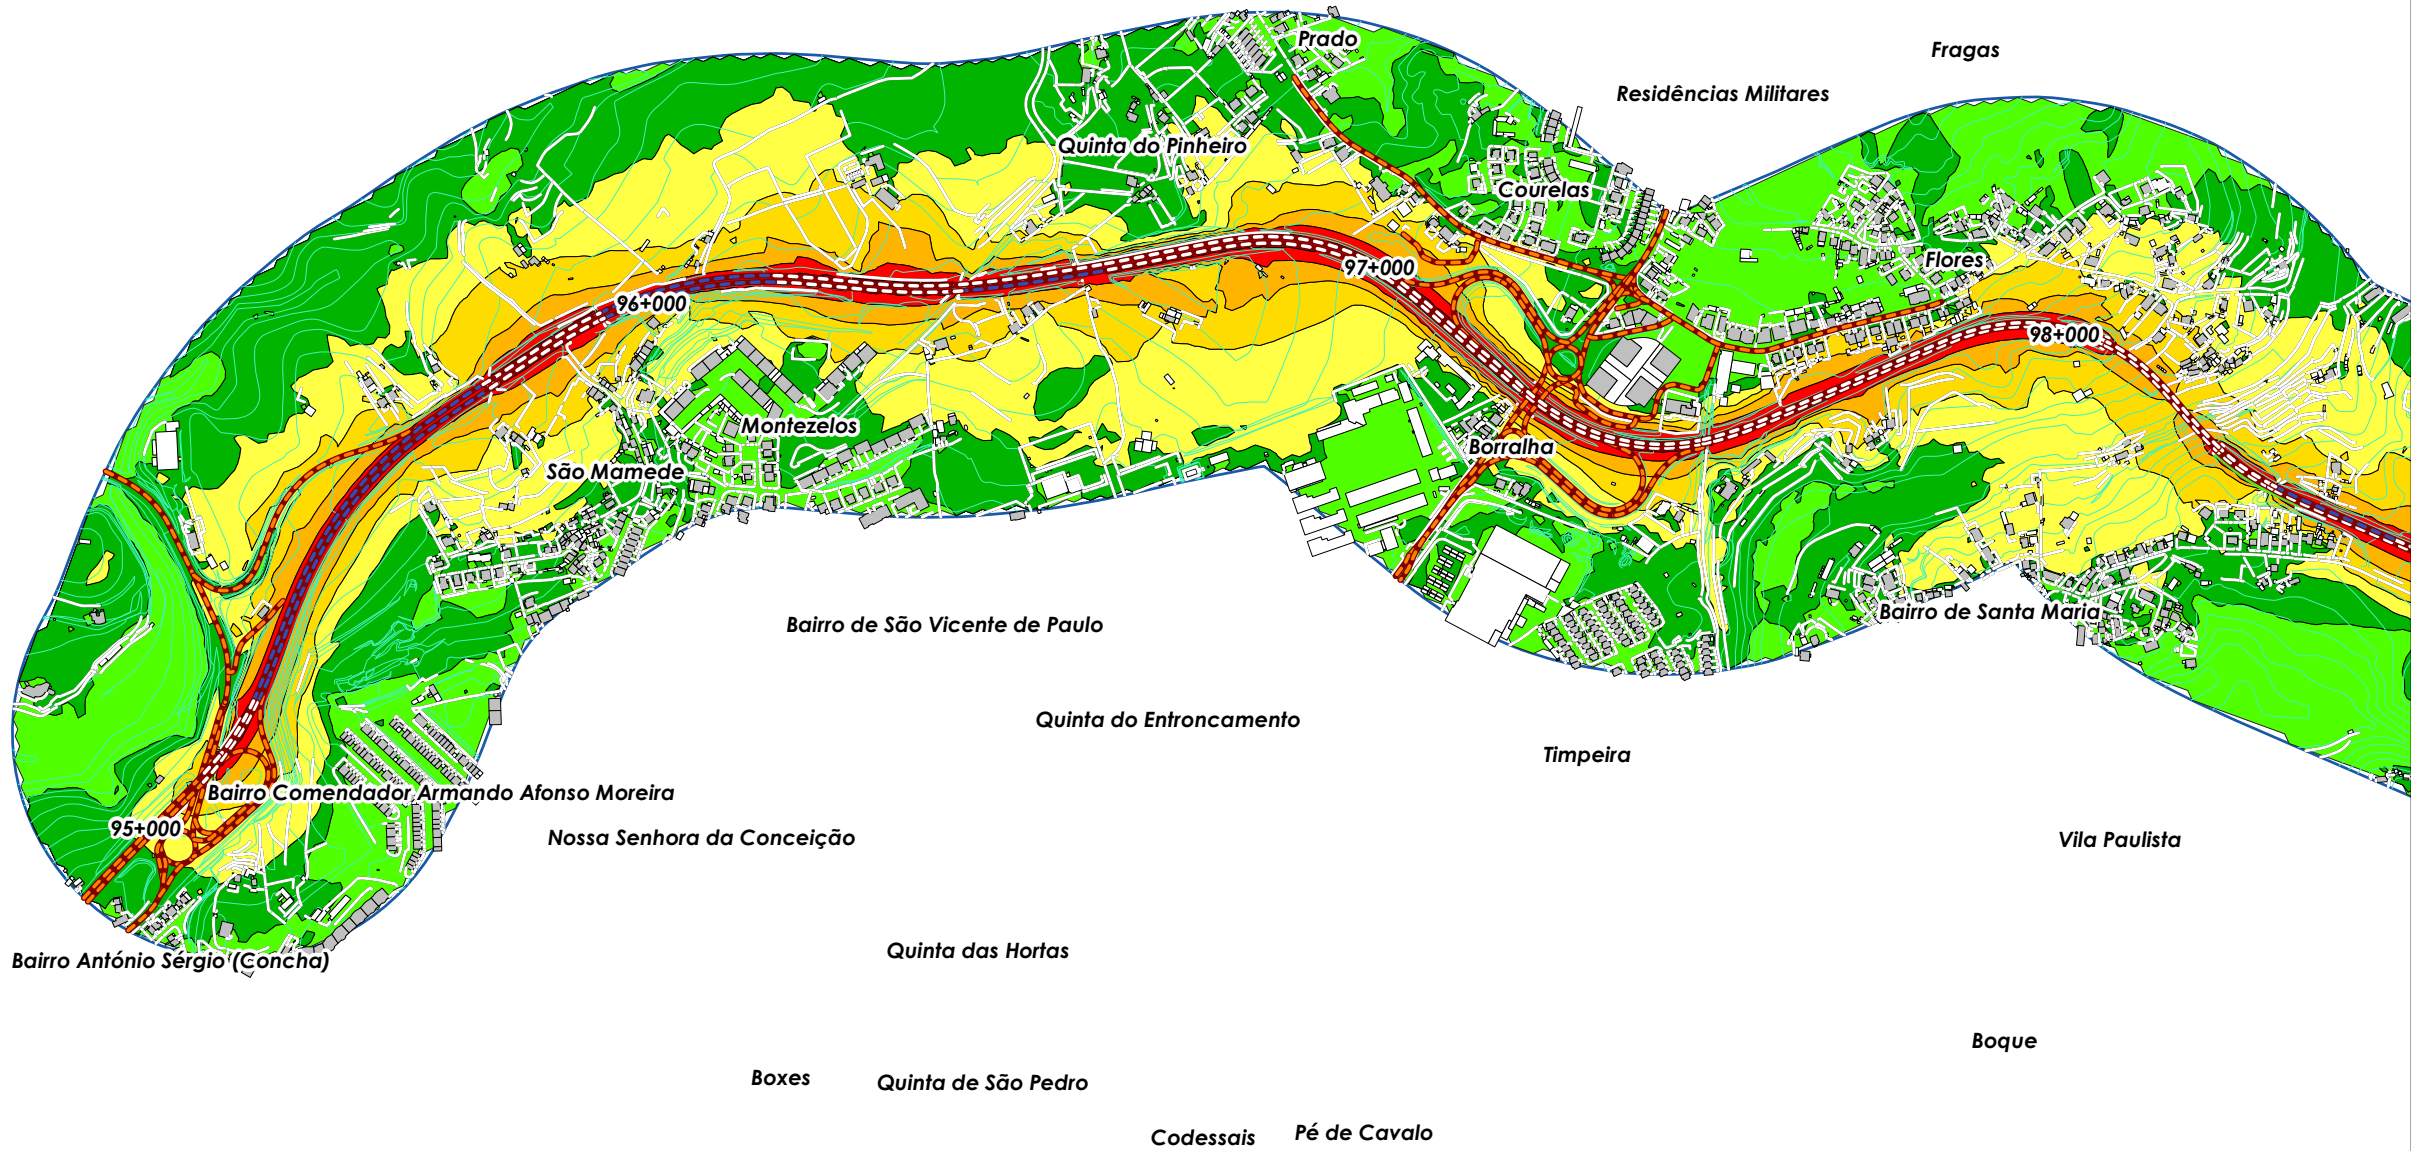 Prado
Fragas
Residências Militares
Quinta do Pinheiro
Courelas
Flores
97+000
96+000
98+000
Montezelos
Borralha
São Mamede
Bairro de Santa Maria
Bairro de São Vicente de Paulo
Quinta do Entroncamento
Timpeira
Bairro Comendador Armando Afonso Moreira
95+000
Nossa Senhora da Conceição
Vila Paulista
Quinta das Hortas
Bairro António Sérgio (Concha)
Boque
Boxes
Quinta de São Pedro
Codessais
Pé de Cavalo